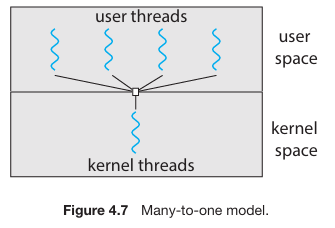 user threads
user
space
kernel
space
kernel threads
Figure 4.7 Many-to-one model.